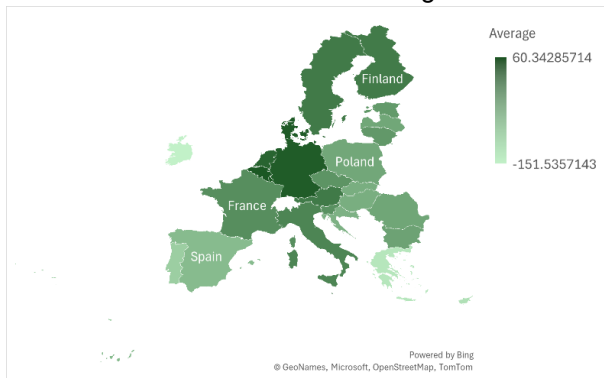 Average
60.34285714
-151.5357143
Finland
Poland
France
Spain
Powered by Bing
© GeoNames, Microsoft, OpenStreetMap, TomTom